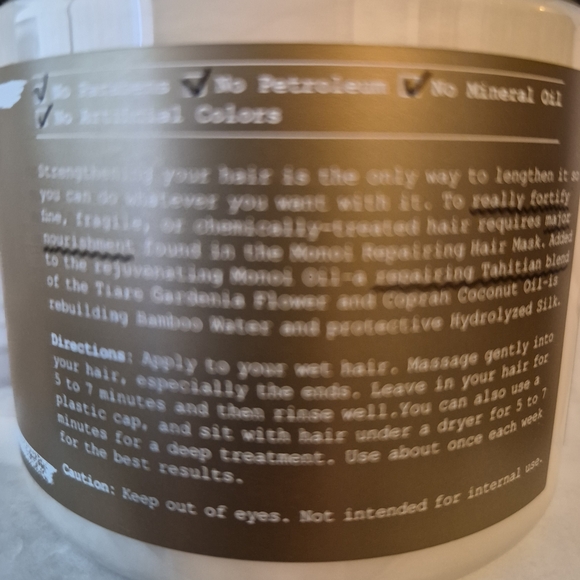 No Parabens No Petroleum No Mineral Oil
No Artificial Colors
Strengthening your hair is the only way to lengthen it so
you can do whatever you want with it. To really fortify
fine, fragile, or chemically-treated hair requires major
nourishment found in the Monoi Repairing Hair Mask. Added
to the rejuvenating Monoi Oil-a repairing Tahitian blend
of the Tiare Gardenia Flower and Copran Coconut Oil-is
rebuilding Bamboo Water and protective Hydrolyzed Silk.
Directions: Apply to your wet hair. Massage gently into
your hair, especially the ends. Leave in your hair for
5 to 7 minutes and then rinse well.You can also use a
plastic cap, and sit with hair under a dryer for 5 to 7
minutes for a deep treatment. Use about once each week
for the best results.
Caution: Keep out of eyes. Not intended for internal use.